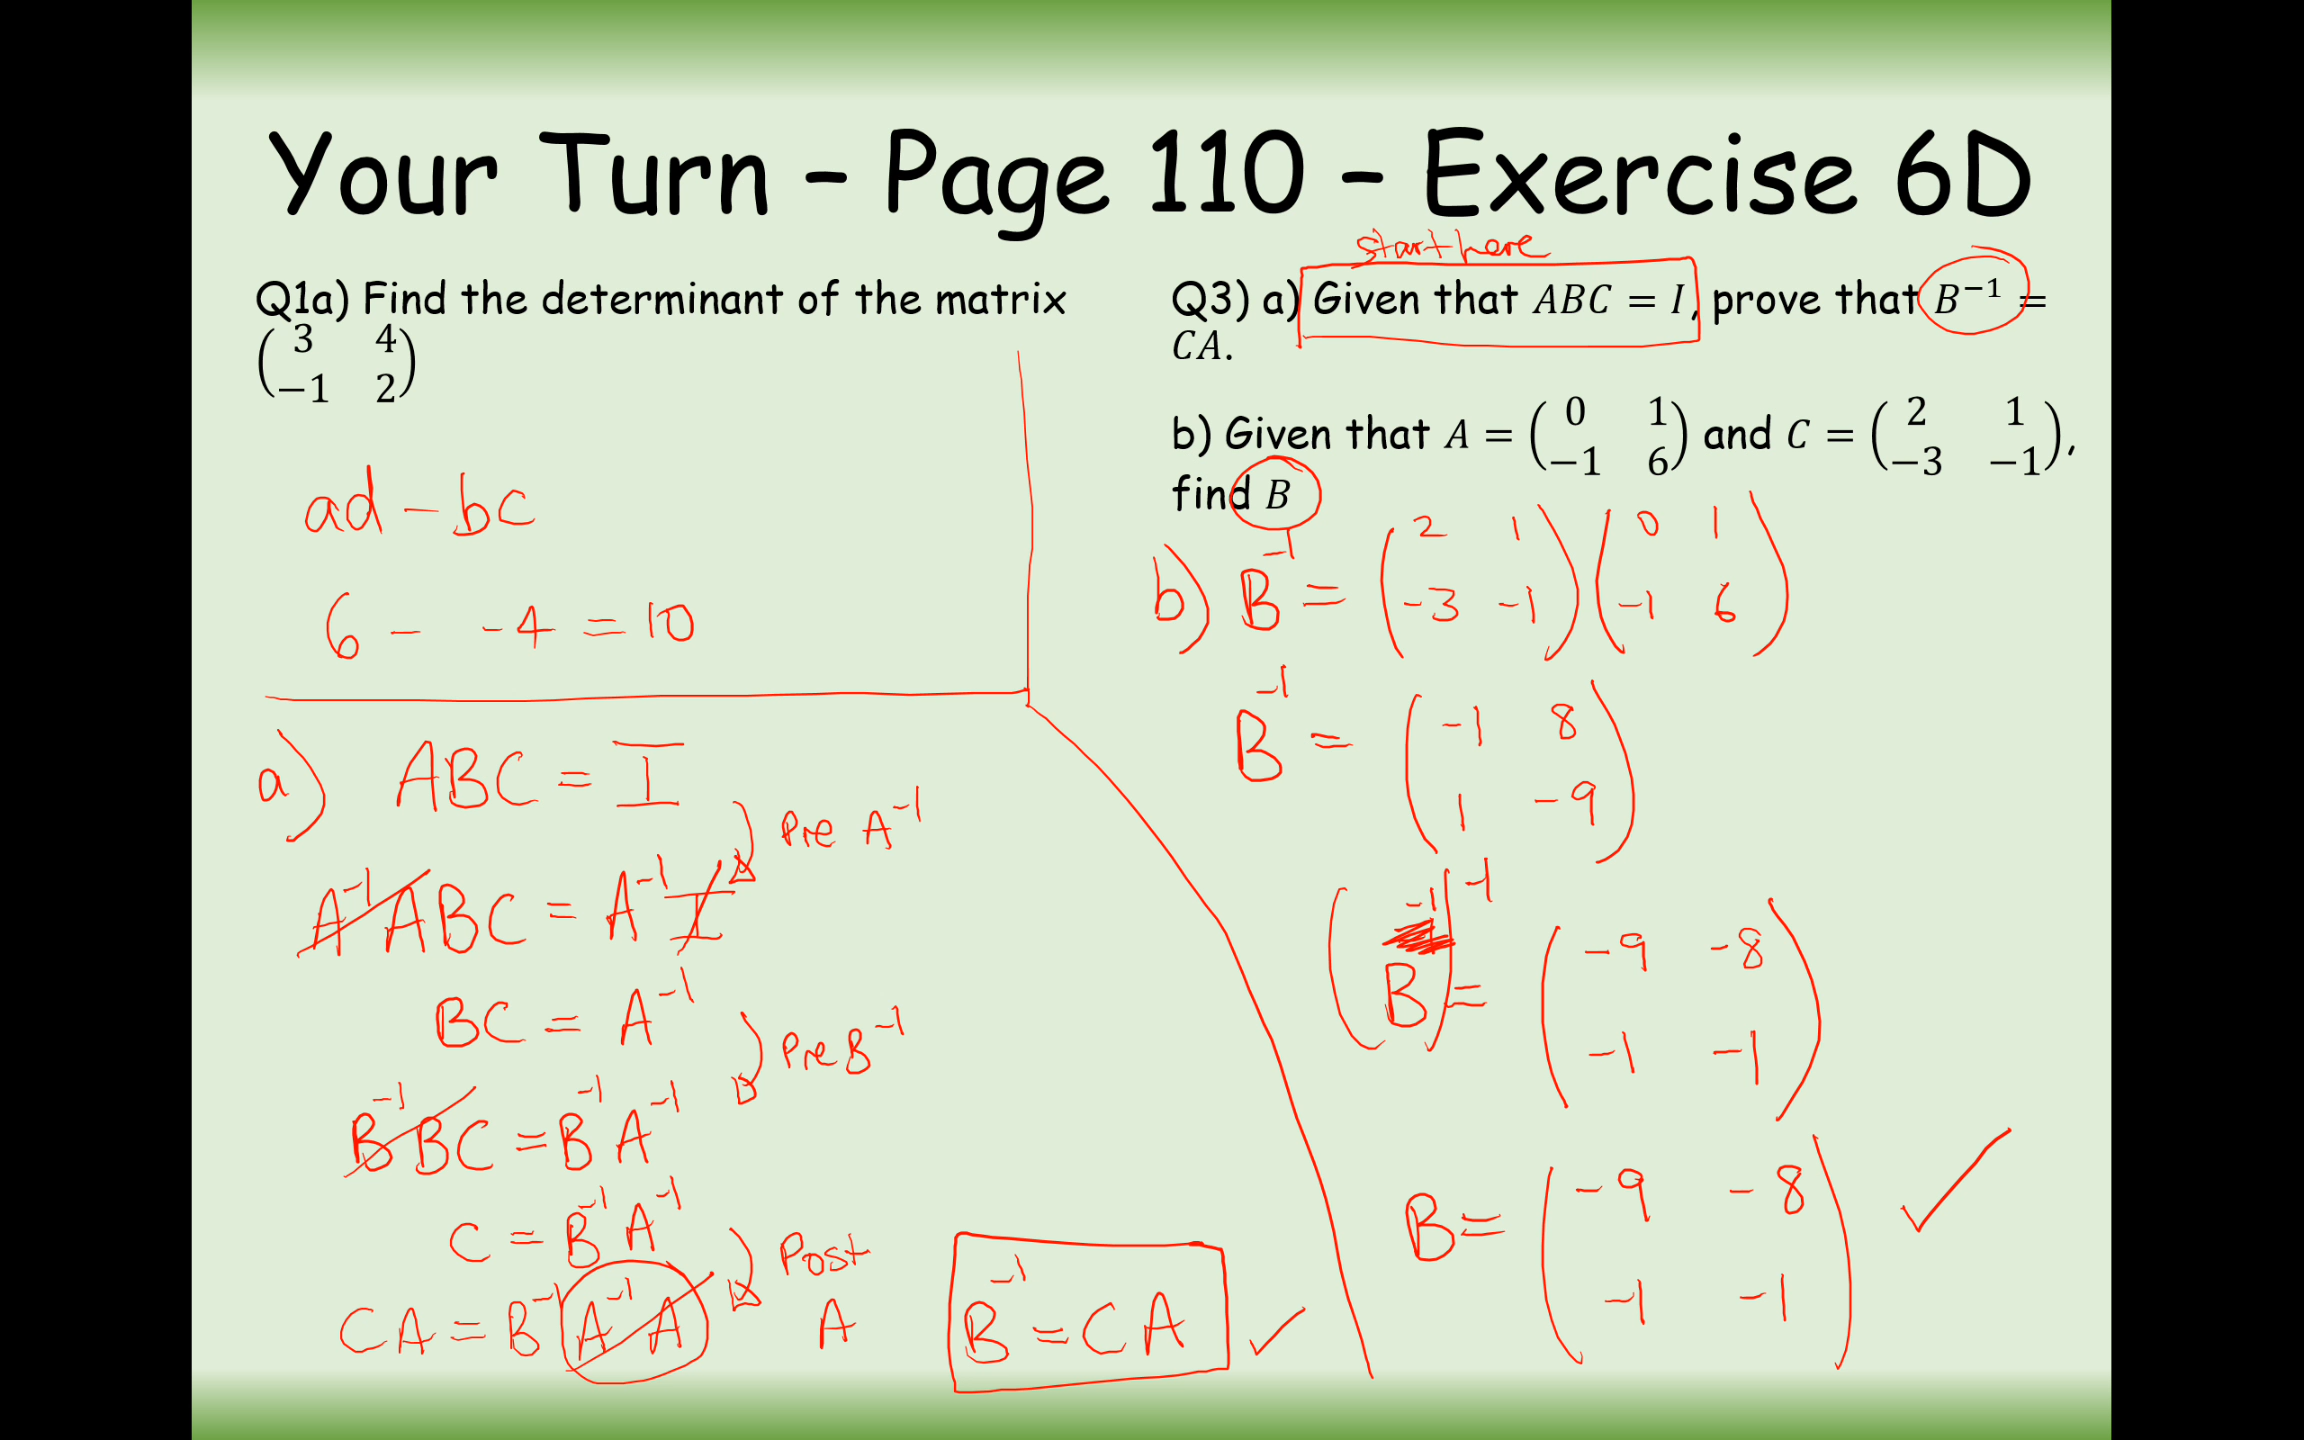 Your Turn – Page 110 – Exercise 6D
Q1a) Find the determinant of the matrix
(3 4
−1 2)
ad − bc
6 − -4 = 10
start here
Q3) a) Given that ABC = I, prove that B⁻¹ =
CA.
b) Given that A = (0 1
−1 6) and C = (2 1
−3 −1),
find B
a) ABC = I
Pre A⁻¹
A⁻¹ABC = A⁻¹I
BC = A⁻¹
Pre B⁻¹
B⁻¹BC = B⁻¹A⁻¹
C = B⁻¹A⁻¹
Post
A
CA = B⁻¹A⁻¹A
B⁻¹ = CA
b) B⁻¹ = (2 1
-3 -1) (0 1
-1 6)
B⁻¹ = (-1 8
1 -9)
(B⁻¹)⁻¹ = (-9 -8
-1 -1)
B = (-9 -8
-1 -1)